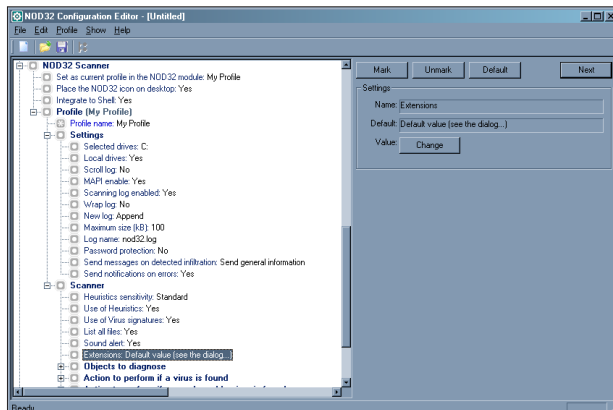 NOD32 Configuration Editor - [Untitled]
File Edit Profile Show Help
NOD32 Scanner
Set as current profile in the NOD32 module: My Profile
Place the NOD32 icon on desktop: Yes
Integrate to Shell: Yes
Profile (My Profile)
Profile name: My Profile
Settings
Selected drives: C:
Local drives: Yes
Scroll log: No
MAPI enable: Yes
Scanning log enabled: Yes
Wrap log: No
New log: Append
Maximum size (kB): 100
Log name: nod32.log
Password protection: No
Send messages on detected infiltration: Send general information
Send notifications on errors: Yes
Scanner
Heuristics sensitivity: Standard
Use of Heuristics: Yes
Use of Virus signatures: Yes
List all files: Yes
Sound alert: Yes
Extensions: Default value (see the dialog...)
Objects to diagnose
Action to perform if a virus is found
Mark Unmark Default Next
Settings
Name: Extensions
Default: Default value (see the dialog...)
Value: Change
Ready